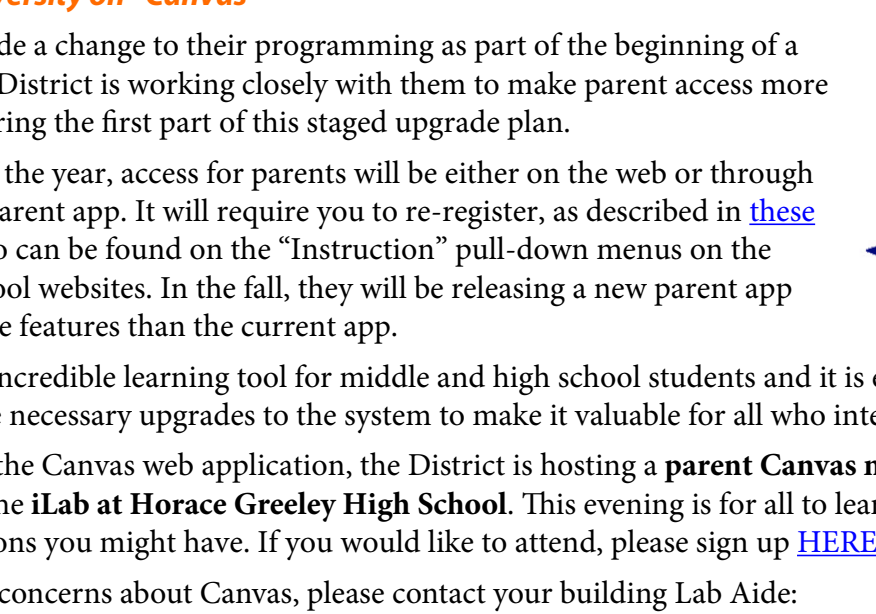 ersity on "Canvas"
de a change to their programming as part of the beginning of a
District is working closely with them to make parent access more
ring the first part of this staged upgrade plan.
the year, access for parents will be either on the web or through
arent app. It will require you to re-register, as described in these
o can be found on the “Instruction” pull-down menus on the
ool websites. In the fall, they will be releasing a new parent app
e features than the current app.
ncredible learning tool for middle and high school students and it is e
e necessary upgrades to the system to make it valuable for all who inte
the Canvas web application, the District is hosting a parent Canvas n
he iLab at Horace Greeley High School. This evening is for all to lear
ons you might have. If you would like to attend, please sign up HERE
concerns about Canvas, please contact your building Lab Aide: